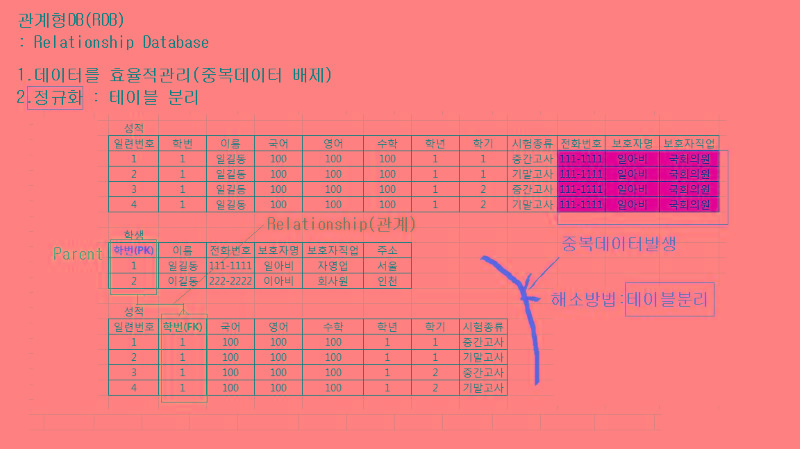 관계형DB(RDB)
: Relationship Database
1.데이터를 효율적관리(중복데이터 배제)
2.정규화 : 테이블 분리
성적
일련번호 학번 이름 국어 영어 수학 학년 학기 시험종류 전화번호 보호자명 보호자직업
1 1 일길동 100 100 100 1 1 중간고사 111-1111 일아비 국회의원
2 1 일길동 100 100 100 1 1 기말고사 111-1111 일아비 국회의원
3 1 일길동 100 100 100 1 2 중간고사 111-1111 일아비 국회의원
4 1 일길동 100 100 100 1 2 기말고사 111-1111 일아비 국회의원
Relationship(관계)
학생
Parent
학번(PK) 이름 전화번호 보호자명 보호자직업 주소
1 일길동 111-1111 일아비 자영업 서울
2 이길동 222-2222 이아비 회사원 인천
중복데이터발생
해소방법:테이블분리
성적
일련번호 학번(FK) 국어 영어 수학 학년 학기 시험종류
1 1 100 100 100 1 1 중간고사
2 1 100 100 100 1 1 기말고사
3 1 100 100 100 1 2 중간고사
4 1 100 100 100 1 2 기말고사